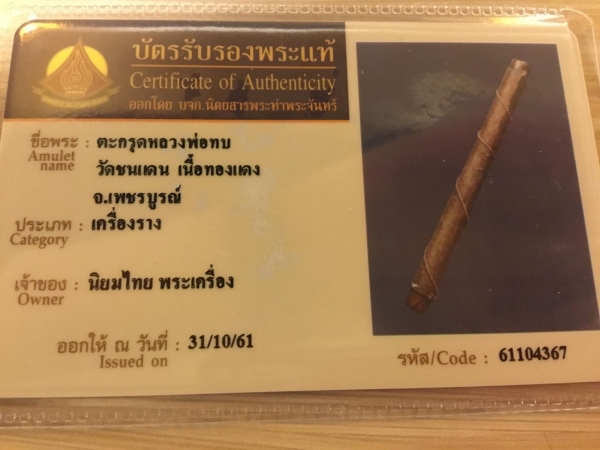 บัตรรับรองพระแท้
Certificate of Authenticity
ออกโดย บจก.นิตยสารพระท่าพระจันทร์
ชื่อพระ : ตะกรุดหลวงพ่อทบ
Amulet name
วัดชนแดน เนื้อทองแดง
จ.เพชรบูรณ์
ประเภท : เครื่องราง
Category
เจ้าของ : นิยมไทย พระเครื่อง
Owner
ออกให้ ณ วันที่ : 31/10/61
Issued on
รหัส/Code : 61104367